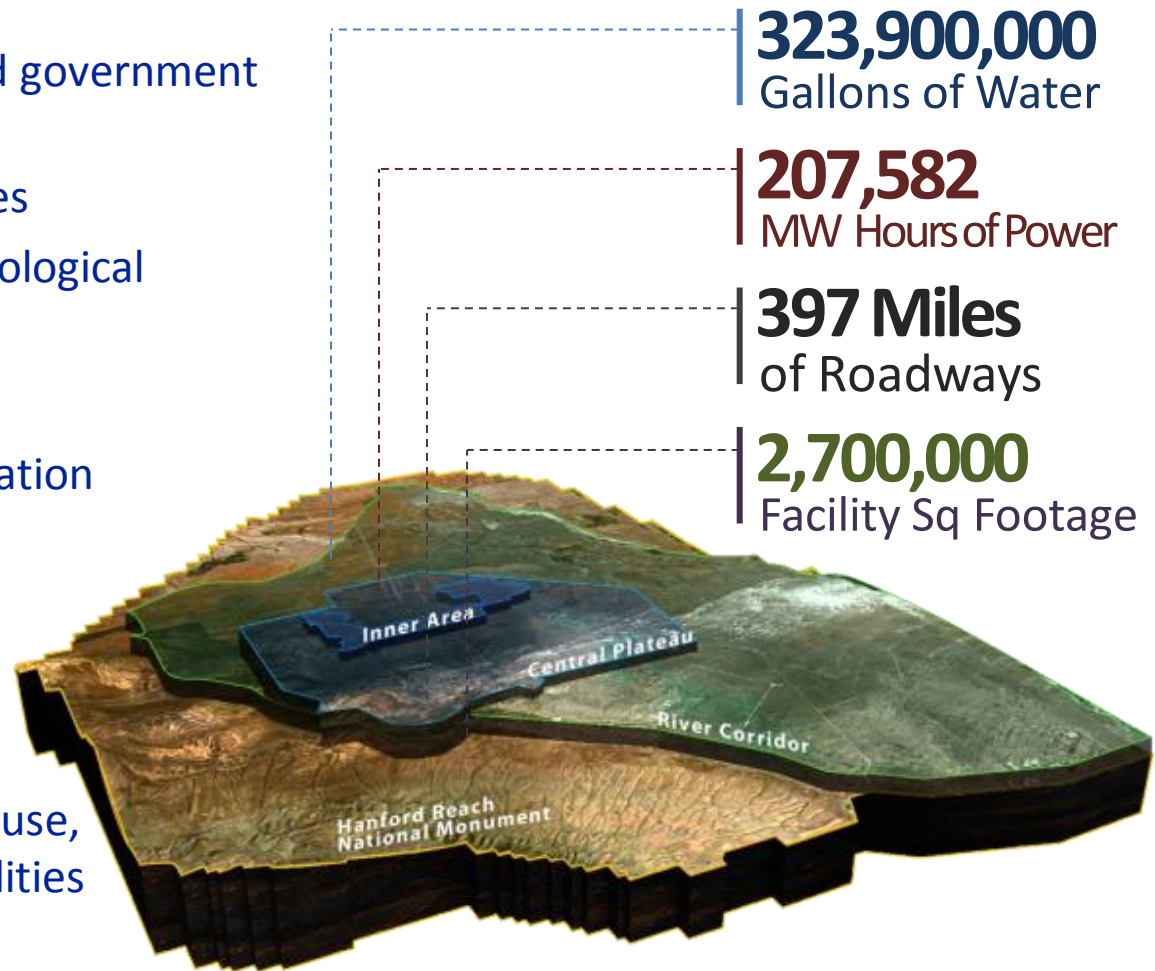 d government
es
ological
ation
use,
lities
323,900,000
Gallons of Water
207,582
MW Hours of Power
397 Miles
of Roadways
2,700,000
Facility Sq Footage
Inner Area
Central Plateau
River Corridor
Hanford Reach
National Monument